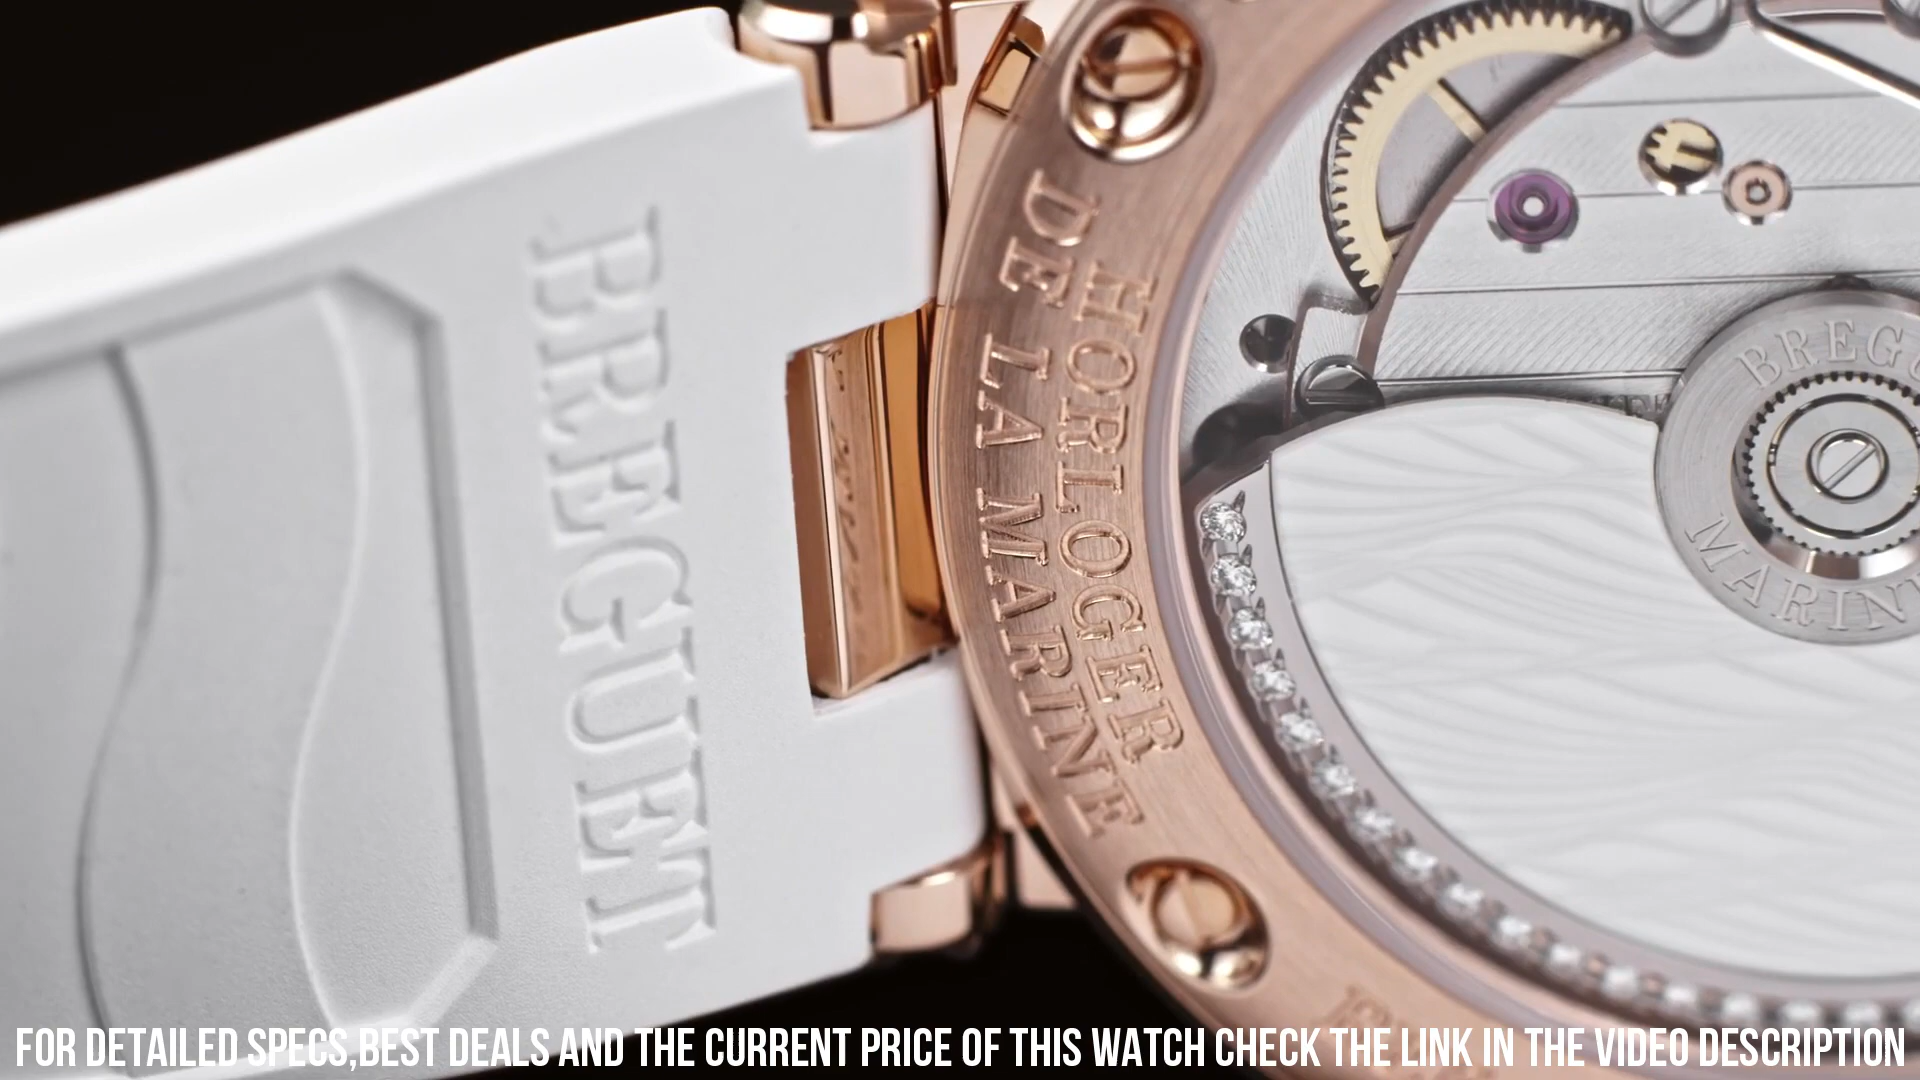 BREGUET
HORLOGER
DE LA MARINE
BREGU
MARIN
FOR DETAILED SPECS,BEST DEALS AND THE CURRENT PRICE OF THIS WATCH CHECK THE LINK IN THE VIDEO DESCRIPTION